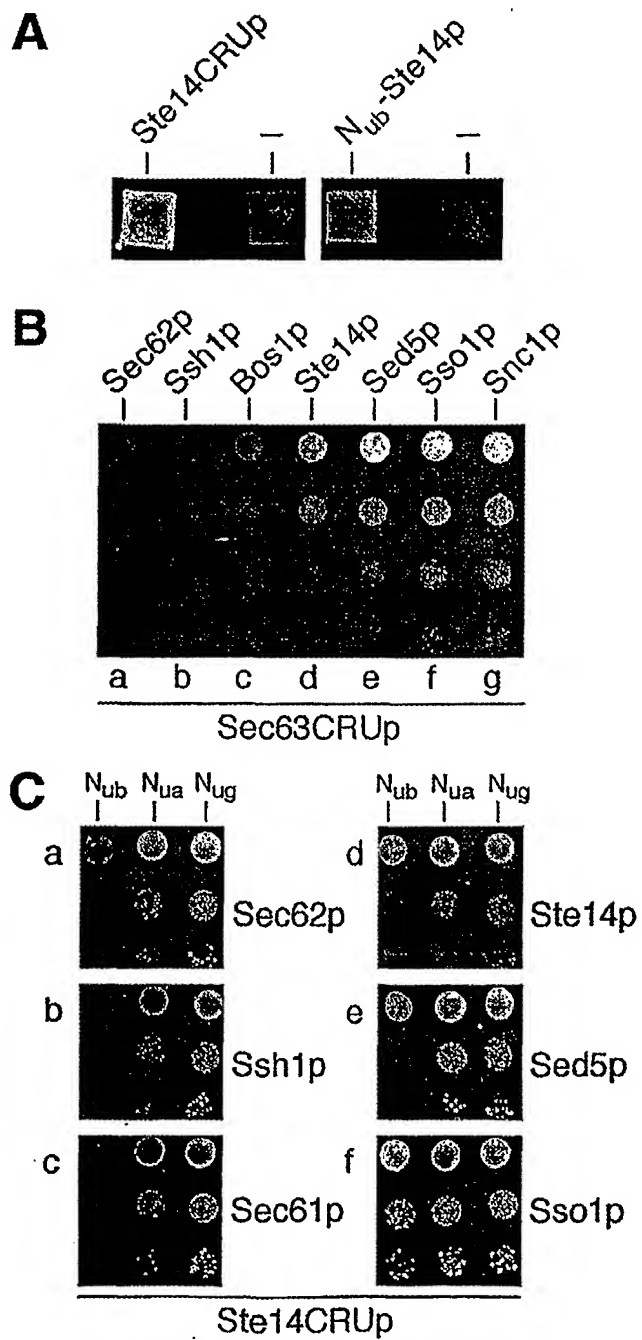 A
Ste14CRUp
—
Nub-Ste14p
—
B
Sec62p
Ssh1p
Bos1p
Ste14p
Sed5p
Sso1p
Snc1p
a b c d e f g
Sec63CRUp
C
Nub Nua Nug
Nub Nua Nug
a
Sec62p
d
Ste14p
b
Ssh1p
e
Sed5p
c
Sec61p
f
Sso1p
Ste14CRUp